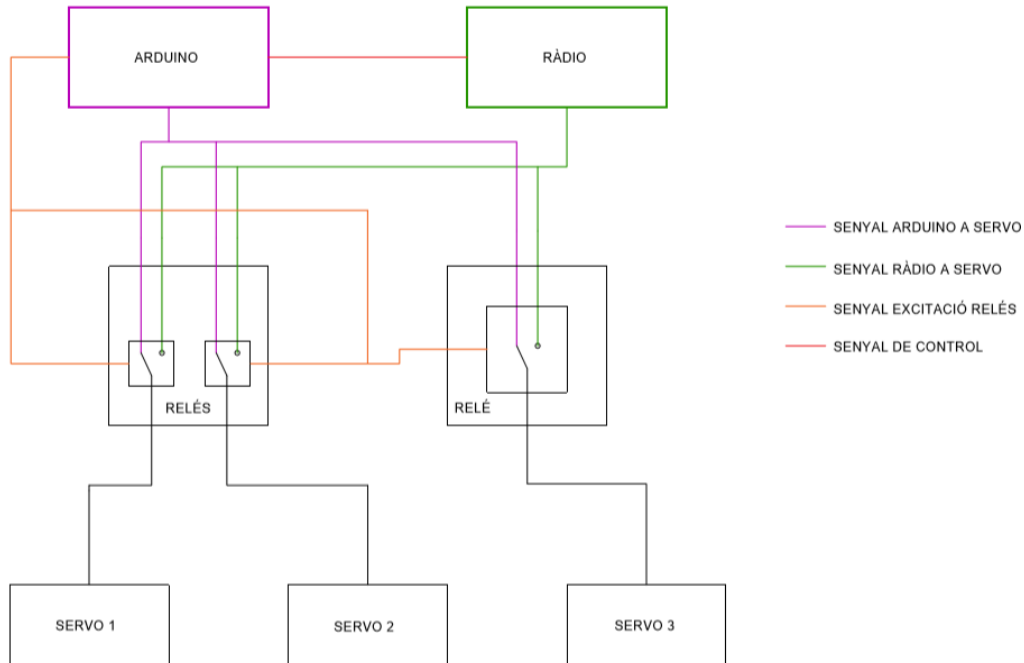 ARDUINO
RÀDIO
SENYAL ARDUINO A SERVO
SENYAL RÀDIO A SERVO
SENYAL EXCITACIÓ RELÉS
SENYAL DE CONTROL
RELÉS
RELÉ
SERVO 1
SERVO 2
SERVO 3